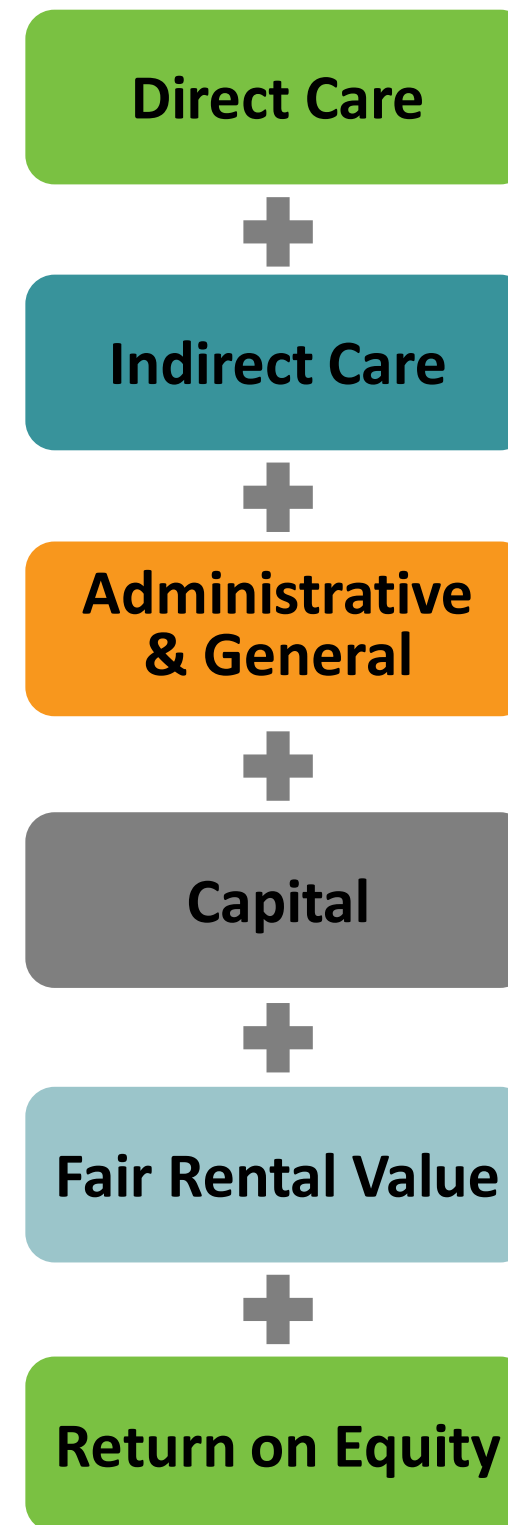 Direct Care
Indirect Care
Administrative
& General
Capital
Fair Rental Value
Return on Equity